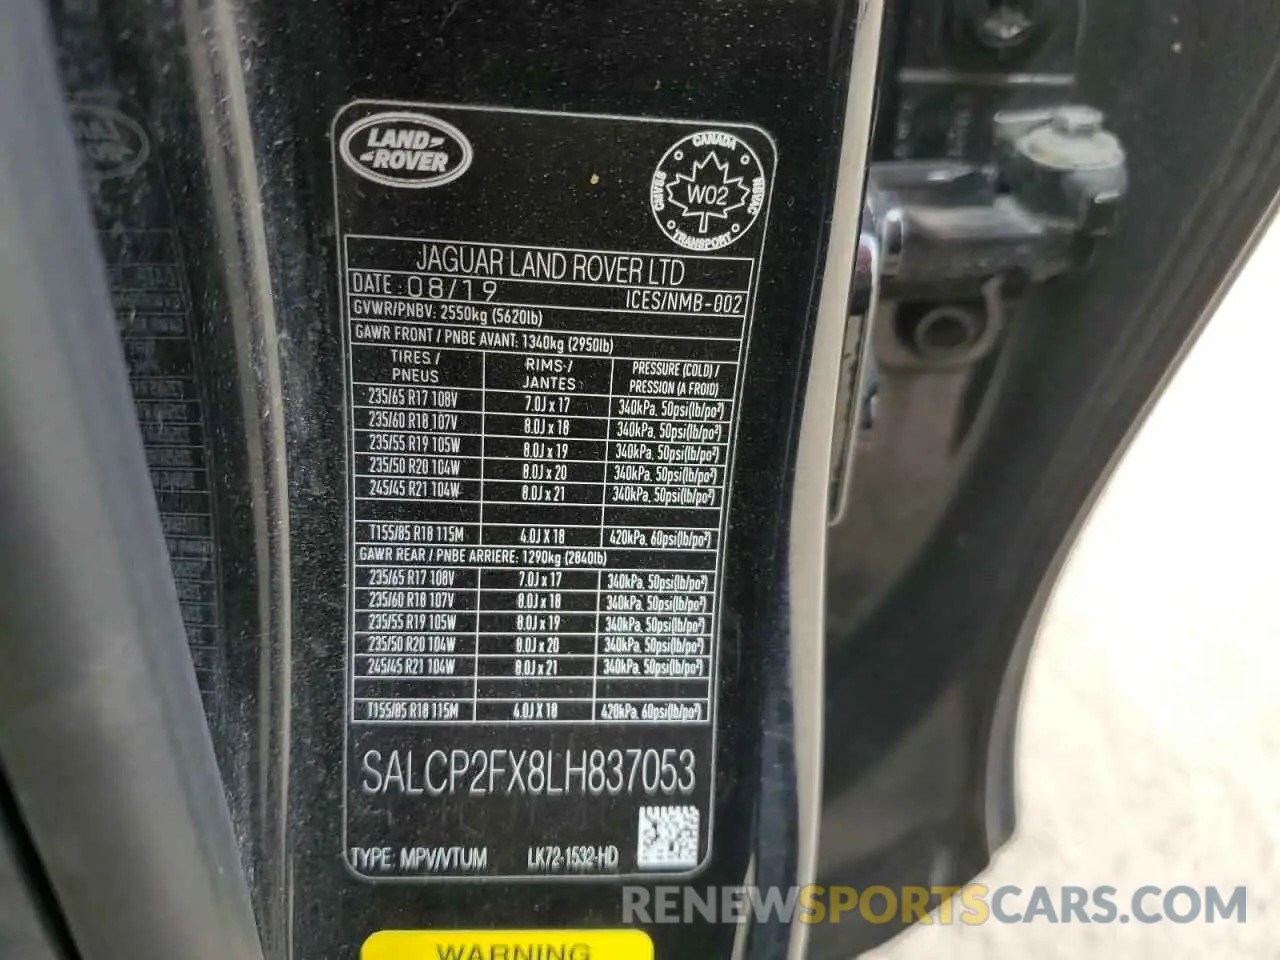 LAND
ROVER
CANADA
W02
TRANSPORT
JAGUAR LAND ROVER LTD
DATE: 08/19 ICES/NMB-002
GVWR/PNBV: 2550kg (5620lb)
GAWR FRONT / PNBE AVANT: 1340kg (2950lb)
TIRES / PNEUS RIMS / JANTES PRESSURE (COLD) / PRESSION (A FROID)
235/65 R17 108V 7.0J x 17 340kPa, 50psi(lb/po²)
235/60 R18 107V 8.0J x 18 340kPa, 50psi(lb/po²)
235/55 R19 105W 8.0J x 19 340kPa, 50psi(lb/po²)
235/50 R20 104W 8.0J x 20 340kPa, 50psi(lb/po²)
245/45 R21 104W 8.0J x 21 340kPa, 50psi(lb/po²)
T155/85 R18 115M 4.0J X 18 420kPa, 60psi(lb/po²)
GAWR REAR / PNBE ARRIERE: 1290kg (2840lb)
235/65 R17 108V 7.0J x 17 340kPa, 50psi(lb/po²)
235/60 R18 107V 8.0J x 18 340kPa, 50psi(lb/po²)
235/55 R19 105W 8.0J x 19 340kPa, 50psi(lb/po²)
235/50 R20 104W 8.0J x 20 340kPa, 50psi(lb/po²)
245/45 R21 104W 8.0J x 21 340kPa, 50psi(lb/po²)
T155/85 R18 115M 4.0J X 18 420kPa, 60psi(lb/po²)
SALCP2FX8LH837053
TYPE: MPV/VTUM LK72-1532-HD
RENEWSPORTSCARS.COM
WARNING